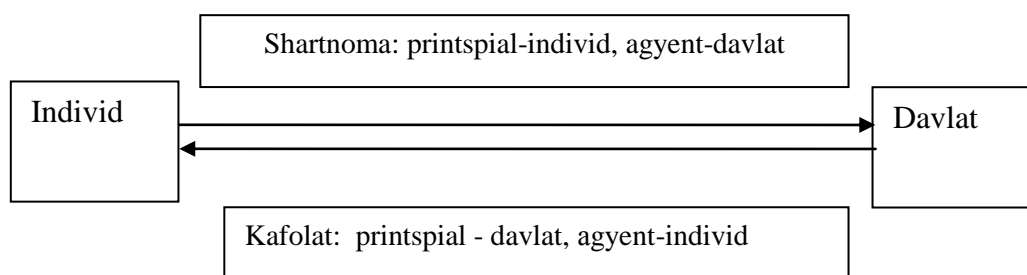 Shartnoma: printspial-individ, agyent-davlat
Individ
Davlat
Kafolat: printspial - davlat, agyent-individ